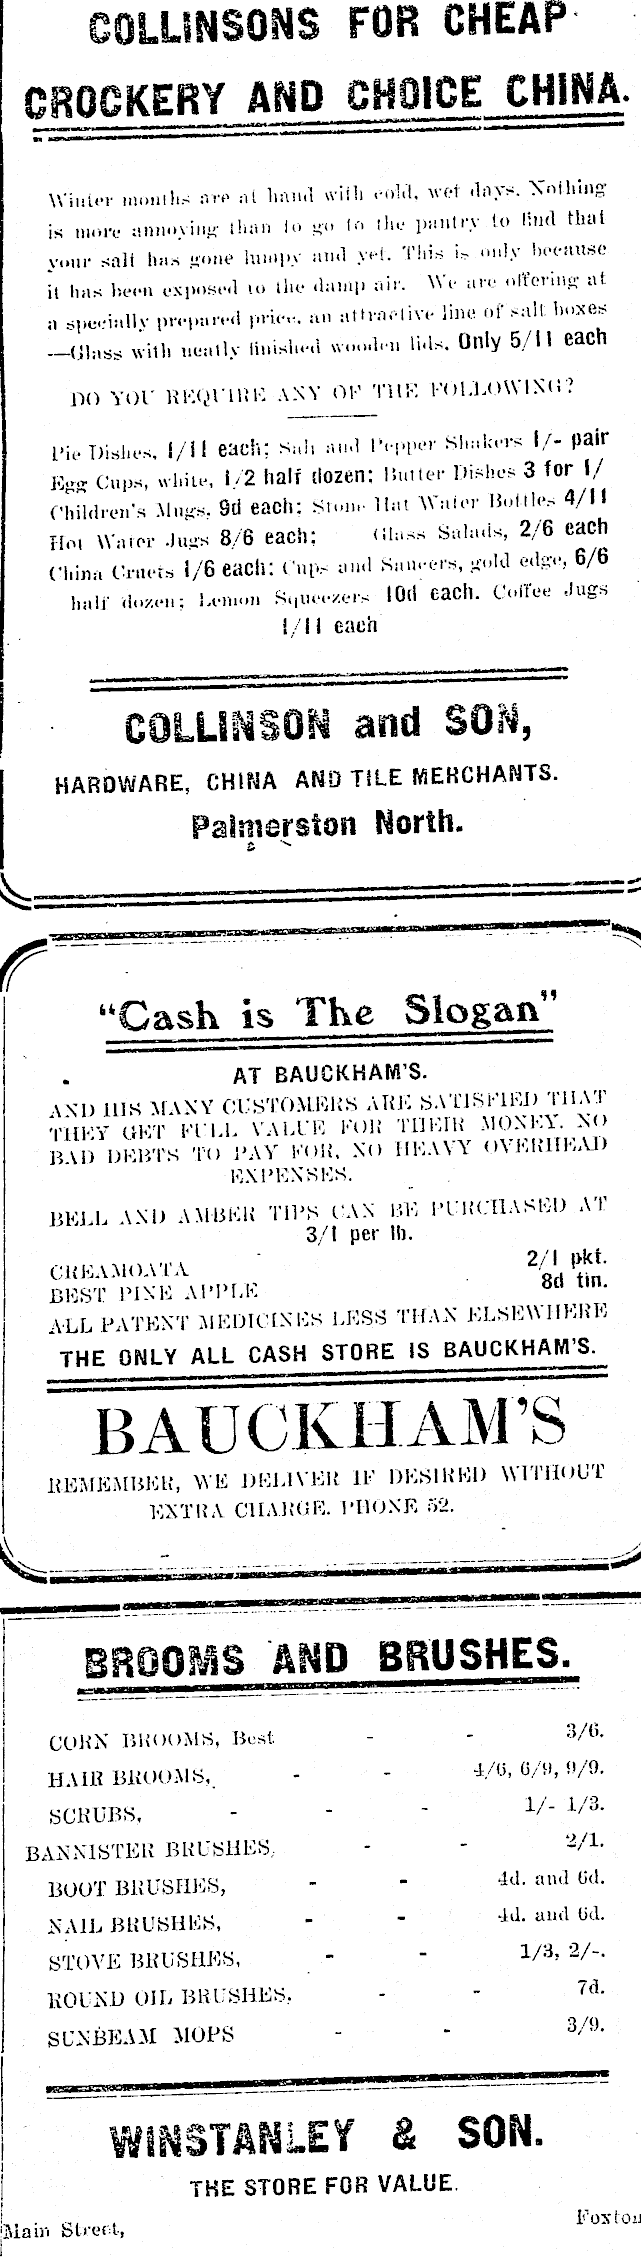 COLLINSONS FOR CHEAP
CROCKERY AND CHOICE CHINA.
Winter months are at hand with cold, wet days. Nothing
is more annoying than to go to the pantry to find that
your salt has gone lumpy and yet. This is only because
it has been exposed to the damp air. We are offering at
a specially prepared price, an attractive line of salt boxes
—Glass with neatly finished wooden lids. Only 5/11 each
DO YOU REQUIRE ANY OF THE FOLLOWING?
Pie Dishes, 1/11 each; Salt and Pepper Shakers 1/- pair
Egg Cups, white, 1/2 half dozen; Butter Dishes 3 for 1/
Children's Mugs, 9d each; Stone Hat Water Bottles 4/11
Hot Water Jugs 8/6 each; Glass Salads, 2/6 each
China Cruets 1/6 each; Cups and Saucers, gold edge, 6/6
half dozen; Lemon Squeezers 10d each. Coffee Jugs
1/11 each
COLLINSON and SON,
HARDWARE, CHINA AND TILE MERCHANTS.
Palmerston North.
"Cash is The Slogan"
AT BAUCKHAM'S.
AND HIS MANY CUSTOMERS ARE SATISFIED THAT
THEY GET FULL VALUE FOR THEIR MONEY. NO
BAD DEBTS TO PAY FOR, NO HEAVY OVERHEAD
EXPENSES.
BELL AND AMBER TIPS CAN BE PURCHASED AT
3/1 per lb.
CREAMOATA 2/1 pkt.
BEST PINE APPLE 8d tin.
ALL PATENT MEDICINES LESS THAN ELSEWHERE
THE ONLY ALL CASH STORE IS BAUCKHAM'S.
BAUCKHAM'S
REMEMBER, WE DELIVER IF DESIRED WITHOUT
EXTRA CHARGE. PHONE 52.
BROOMS AND BRUSHES.
CORN BROOMS, Best - - 3/6.
HAIR BROOMS, - - 4/6, 6/9, 9/9.
SCRUBS, - - - 1/- 1/3.
BANNISTER BRUSHES, - - 2/1.
BOOT BRUSHES, - - 4d. and 6d.
NAIL BRUSHES, - - 4d. and 6d.
STOVE BRUSHES, - - 1/3, 2/-.
ROUND OIL BRUSHES, - - 7d.
SUNBEAM MOPS - - 3/9.
WINSTANLEY & SON.
THE STORE FOR VALUE.
Main Street, Foxton